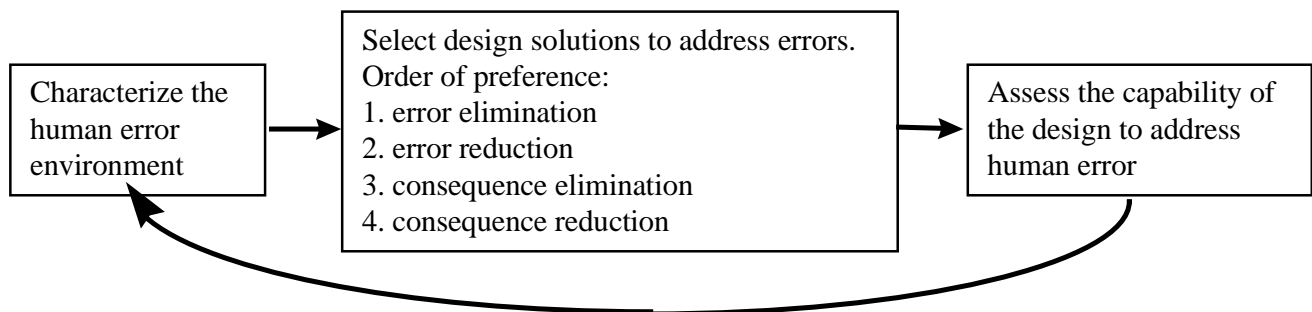 Characterize the
human error
environment
Select design solutions to address errors.
Order of preference:
1. error elimination
2. error reduction
3. consequence elimination
4. consequence reduction
Assess the capability of
the design to address
human error